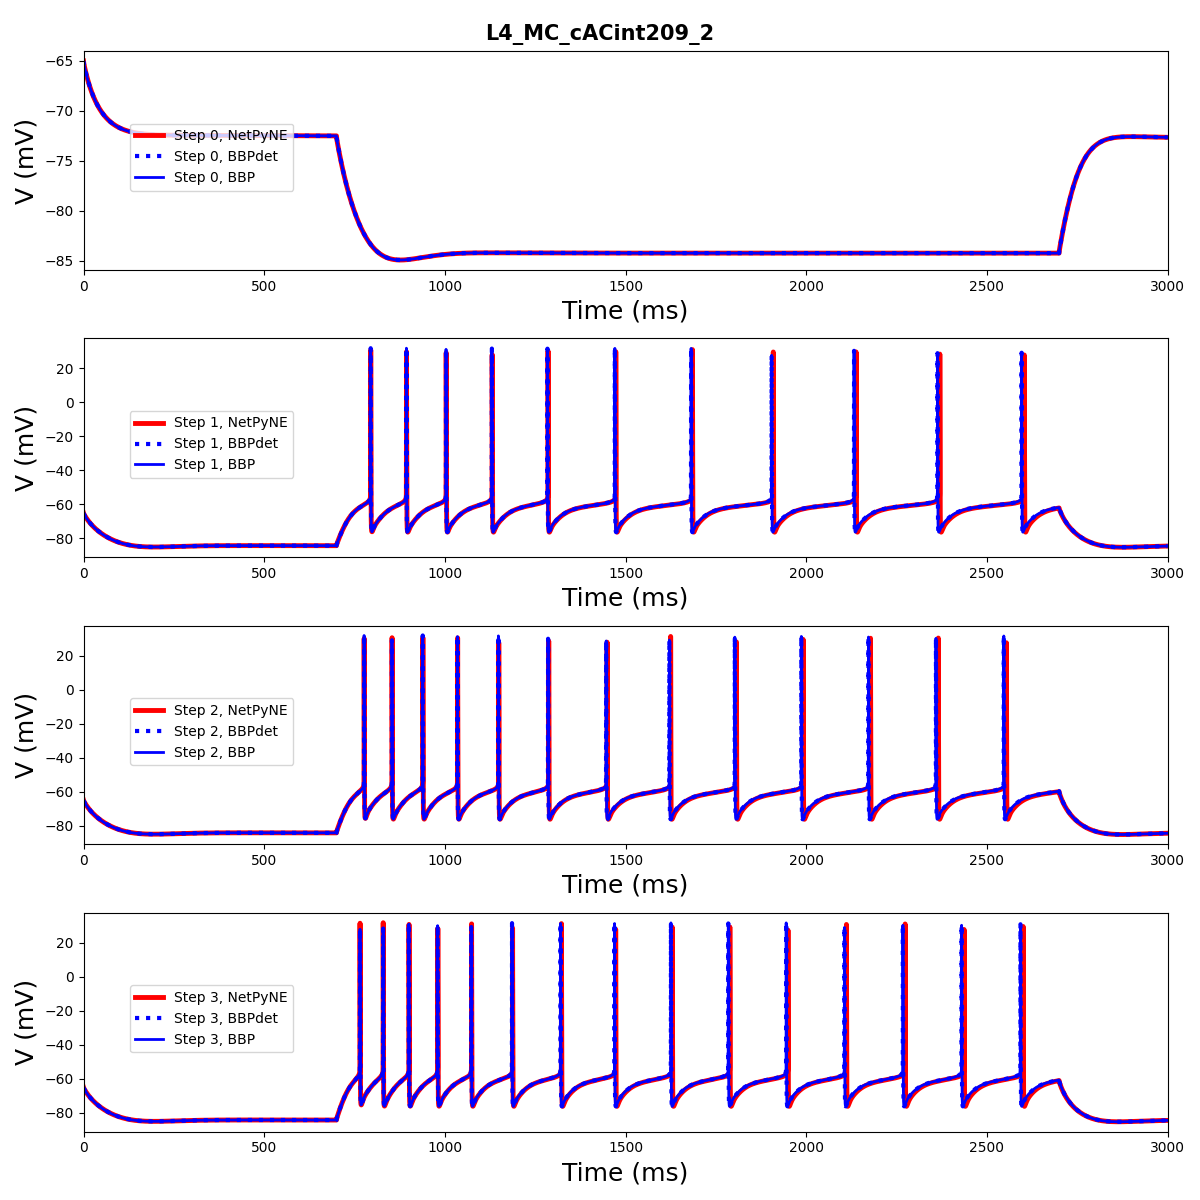 L4_MC_cACint209_2
V (mV)
−65
−70
−75
−80
−85
Step 0, NetPyNE
Step 0, BBPdet
Step 0, BBP
0 500 1000 1500 2000 2500 3000
Time (ms)
V (mV)
20
0
−20
−40
−60
−80
Step 1, NetPyNE
Step 1, BBPdet
Step 1, BBP
0 500 1000 1500 2000 2500 3000
Time (ms)
V (mV)
20
0
−20
−40
−60
−80
Step 2, NetPyNE
Step 2, BBPdet
Step 2, BBP
0 500 1000 1500 2000 2500 3000
Time (ms)
V (mV)
20
0
−20
−40
−60
−80
Step 3, NetPyNE
Step 3, BBPdet
Step 3, BBP
0 500 1000 1500 2000 2500 3000
Time (ms)